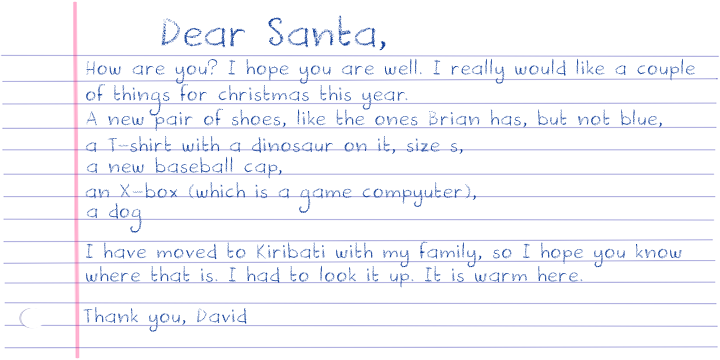 Dear Santa,
How are you? I hope you are well. I really would like a couple
of things for christmas this year.
A new pair of shoes, like the ones Brian has, but not blue,
a T-shirt with a dinosaur on it, size s,
a new baseball cap,
an X-box (which is a game compyuter),
a dog
I have moved to Kiribati with my family, so I hope you know
where that is. I had to look it up. It is warm here.
Thank you, David